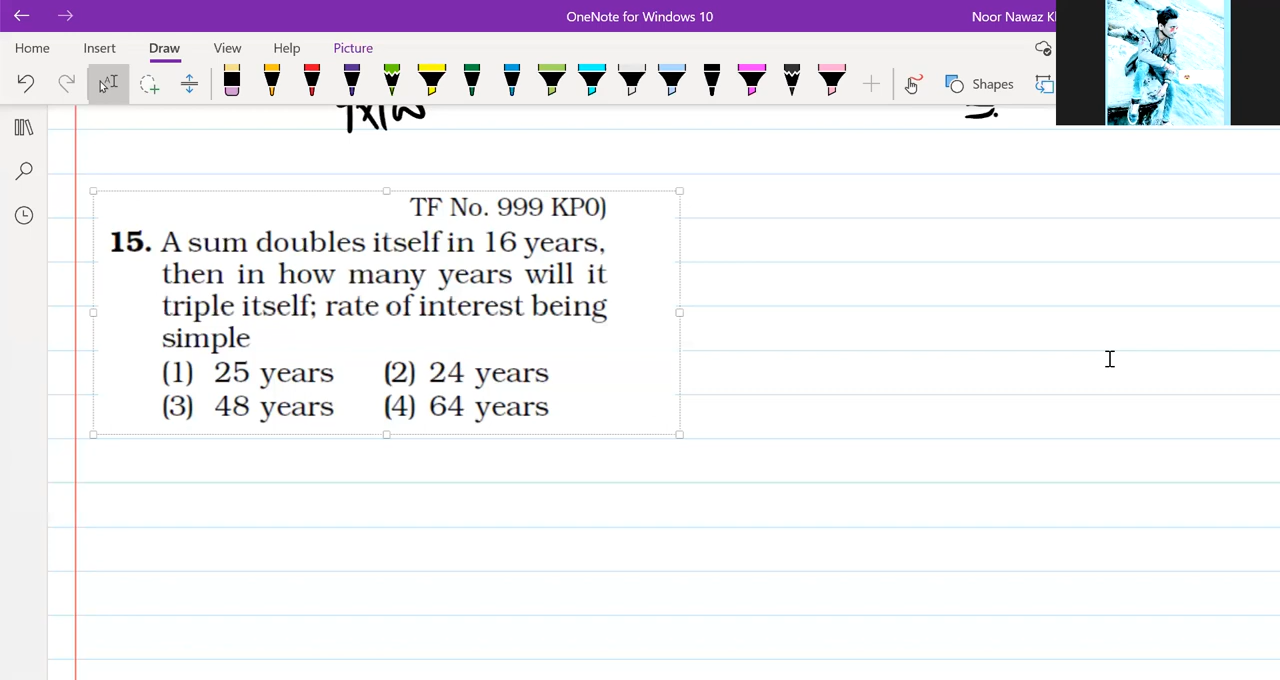 OneNote for Windows 10
Noor Nawaz K
Home Insert Draw View Help Picture
Shapes
TF No. 999 KP0)
15. A sum doubles itself in 16 years,
then in how many years will it
triple itself; rate of interest being
simple
(1) 25 years (2) 24 years
(3) 48 years (4) 64 years